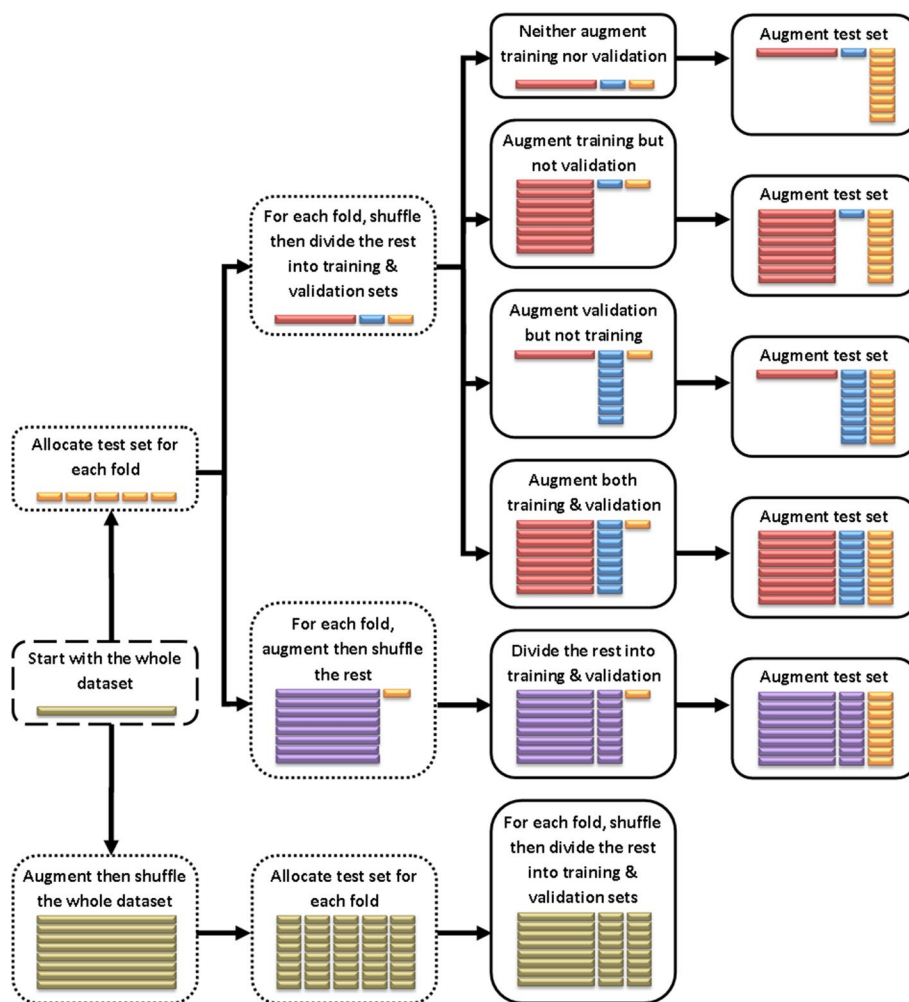 Neither augment
training nor validation
Augment test set
Augment training but
not validation
Augment test set
For each fold, shuffle
then divide the rest
into training &
validation sets
Augment validation
but not training
Augment test set
Allocate test set for
each fold
Augment both
training & validation
Augment test set
Start with the whole
dataset
For each fold,
augment then shuffle
the rest
Divide the rest into
training & validation
Augment test set
Augment then shuffle
the whole dataset
Allocate test set for
each fold
For each fold, shuffle
then divide the rest
into training &
validation sets